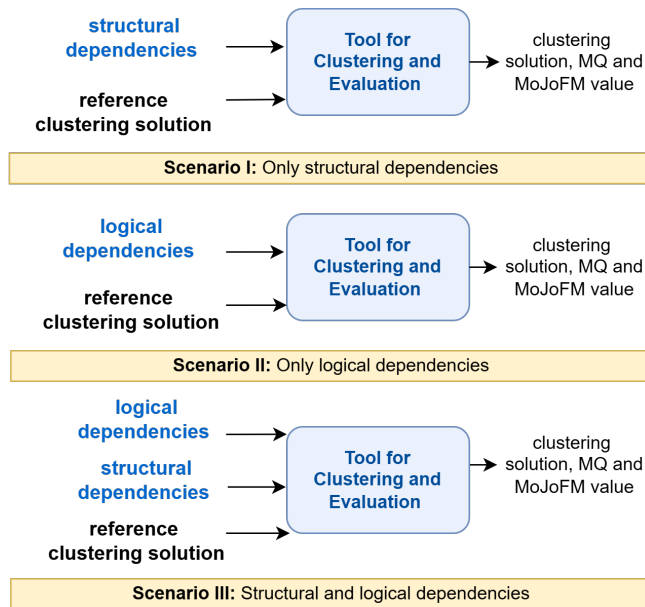 structural
dependencies
reference
clustering solution
Tool for
Clustering and
Evaluation
clustering
solution, MQ and
MoJoFM value
Scenario I: Only structural dependencies
logical
dependencies
reference
clustering solution
Tool for
Clustering and
Evaluation
clustering
solution, MQ and
MoJoFM value
Scenario II: Only logical dependencies
logical
dependencies
structural
dependencies
reference
clustering solution
Tool for
Clustering and
Evaluation
clustering
solution, MQ and
MoJoFM value
Scenario III: Structural and logical dependencies